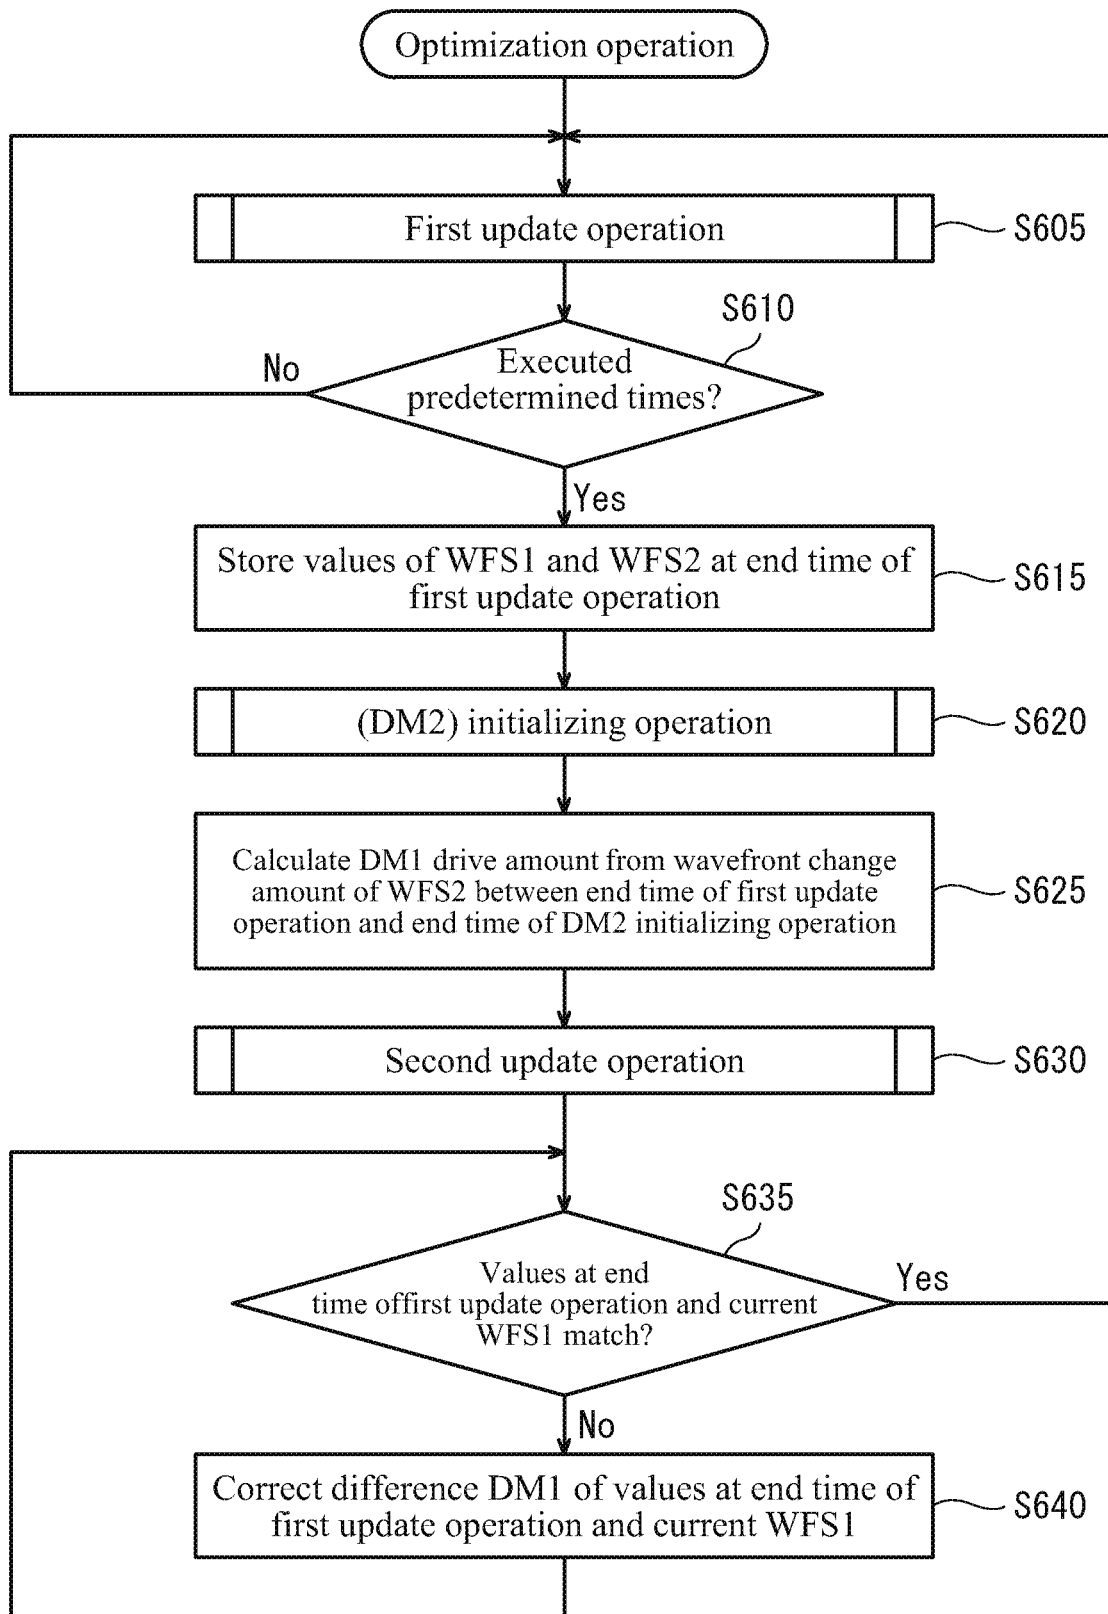 Optimization operation
First update operation
S605
S610
Executed
predetermined times?
No
Yes
Store values of WFS1 and WFS2 at end time of
first update operation
S615
(DM2) initializing operation
S620
Calculate DM1 drive amount from wavefront change
amount of WFS2 between end time of first update
operation and end time of DM2 initializing operation
S625
Second update operation
S630
S635
Values at end
time offirst update operation and current
WFS1 match?
Yes
No
Correct difference DM1 of values at end time of
first update operation and current WFS1
S640